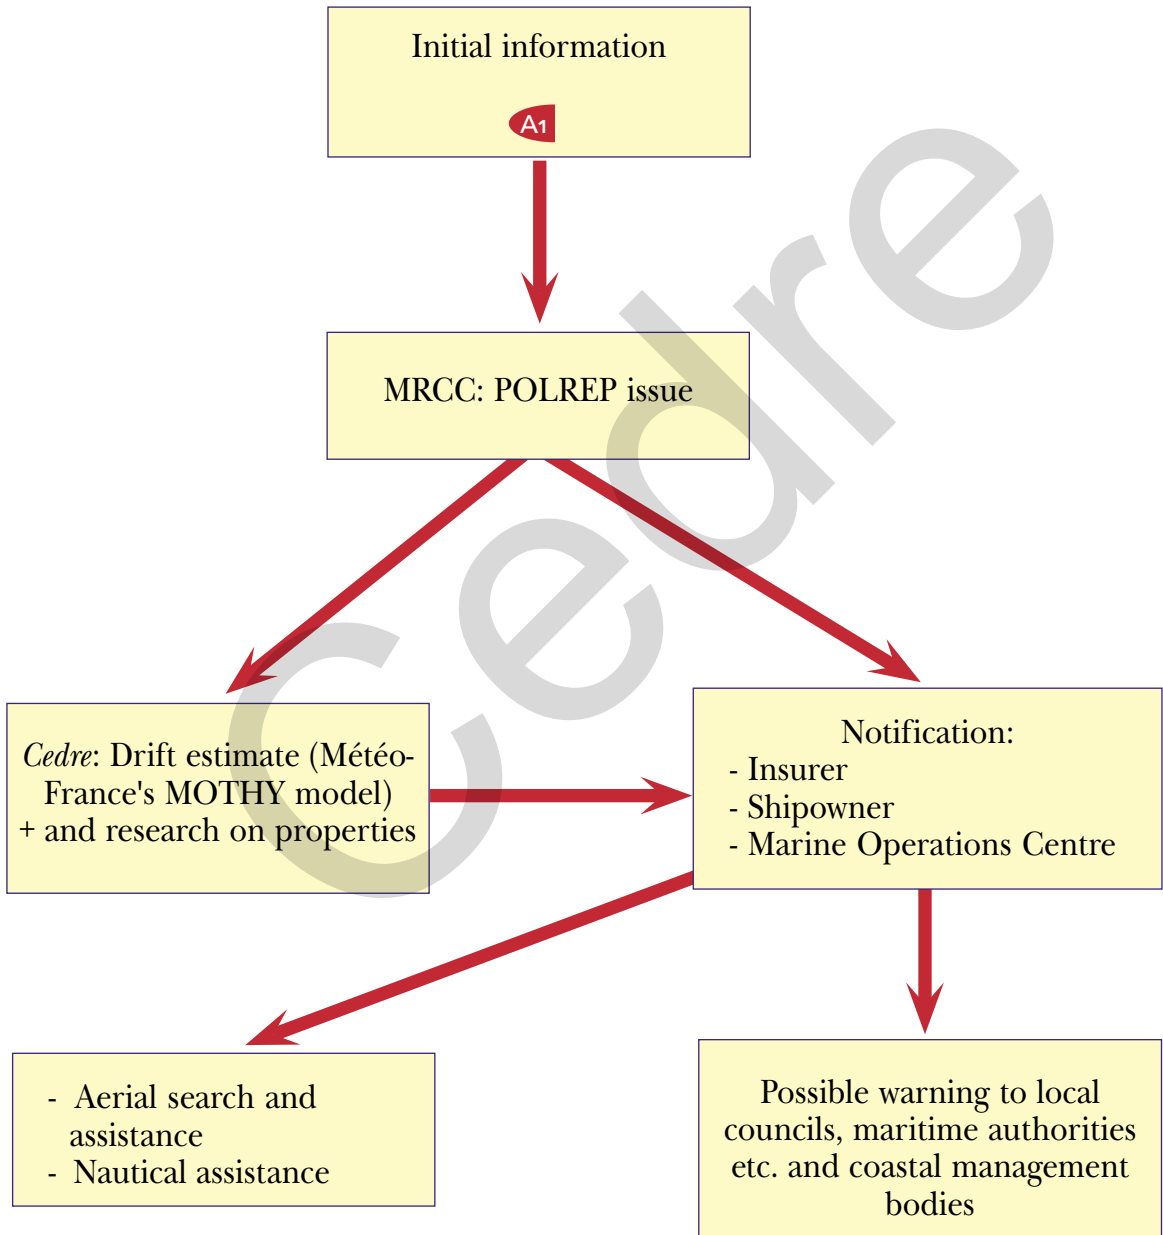 Initial information
A1
MRCC: POLREP issue
Cedre: Drift estimate (Météo-
France's MOTHY model)
+ and research on properties
Notification:
- Insurer
- Shipowner
- Marine Operations Centre
- Aerial search and
assistance
- Nautical assistance
Possible warning to local
councils, maritime authorities
etc. and coastal management
bodies
Cedre